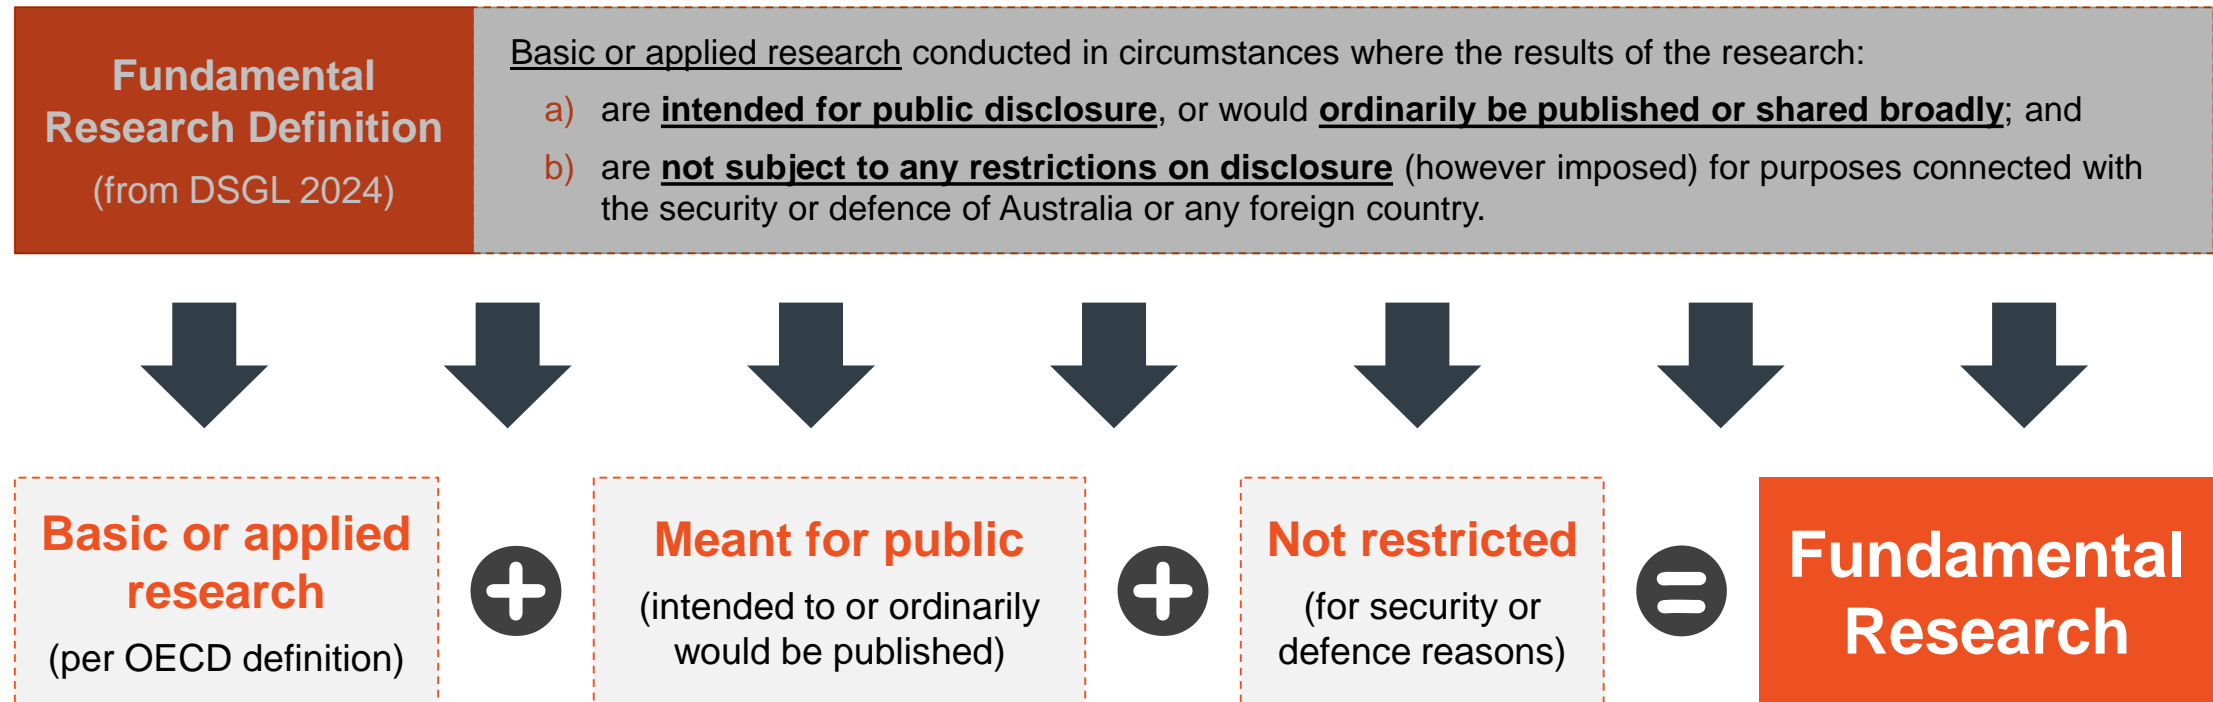 Fundamental
Research Definition
(from DSGL 2024)
Basic or applied research conducted in circumstances where the results of the research:
a) are intended for public disclosure, or would ordinarily be published or shared broadly; and
b) are not subject to any restrictions on disclosure (however imposed) for purposes connected with
the security or defence of Australia or any foreign country.
Basic or applied
research
(per OECD definition)
Meant for public
(intended to or ordinarily
would be published)
Not restricted
(for security or
defence reasons)
Fundamental
Research